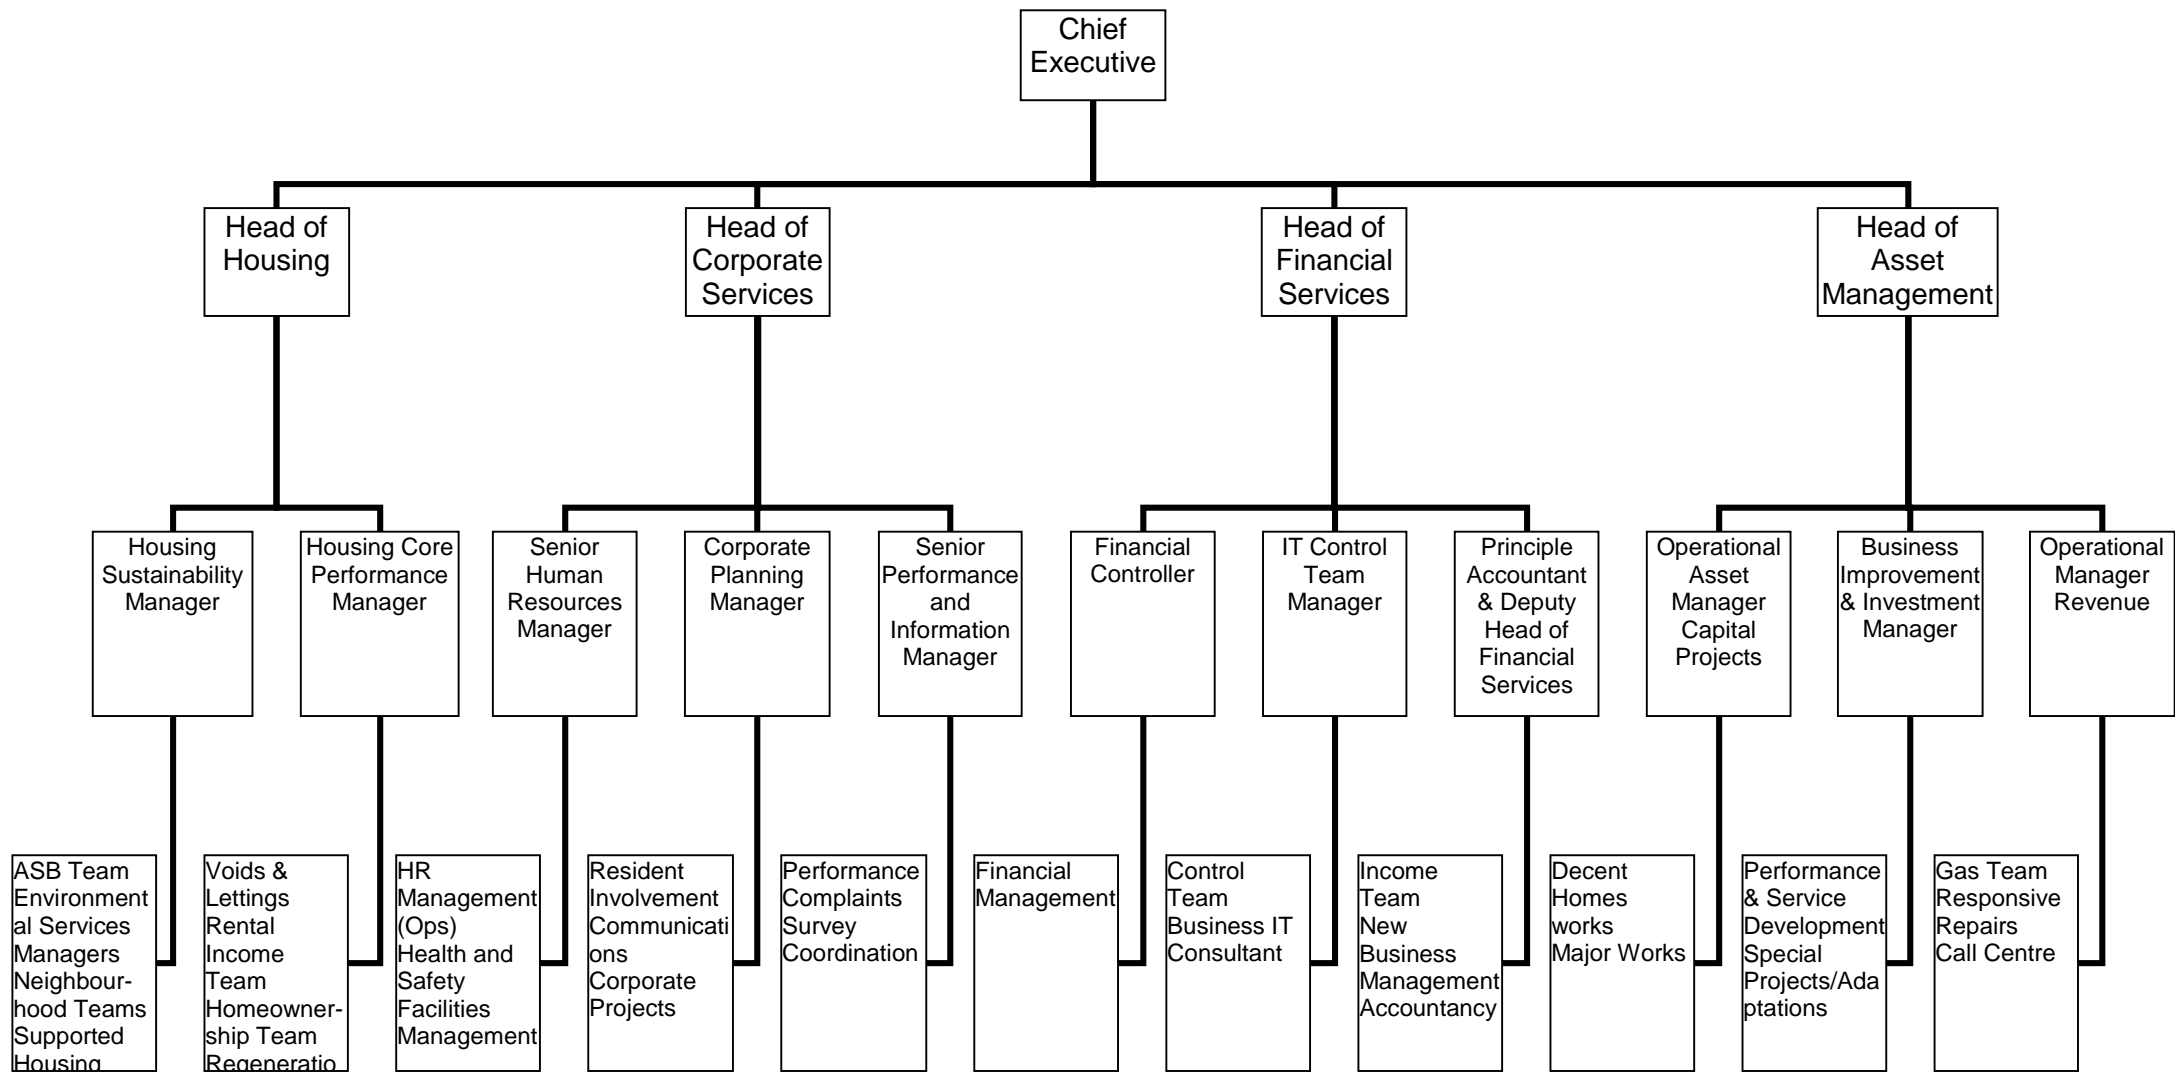 Chief
Executive
Head of
Housing
Head of
Corporate
Services
Head of
Financial
Services
Head of
Asset
Management
Housing
Sustainability
Manager
Housing Core
Performance
Manager
Senior
Human
Resources
Manager
Corporate
Planning
Manager
Senior
Performance
and
Information
Manager
Financial
Controller
IT Control
Team
Manager
Principle
Accountant
& Deputy
Head of
Financial
Services
Operational
Asset
Manager
Capital
Projects
Business
Improvement
& Investment
Manager
Operational
Manager
Revenue
ASB Team
Environment
al Services
Managers
Neighbour-
hood Teams
Supported
Housing
Voids &
Lettings
Rental
Income
Team
Homeowner-
ship Team
Regeneratio
HR
Management
(Ops)
Health and
Safety
Facilities
Management
Resident
Involvement
Communicati
ons
Corporate
Projects
Performance
Complaints
Survey
Coordination
Financial
Management
Control
Team
Business IT
Consultant
Income
Team
New
Business
Management
Accountancy
Decent
Homes
works
Major Works
Performance
& Service
Development
Special
Projects/Ada
ptations
Gas Team
Responsive
Repairs
Call Centre